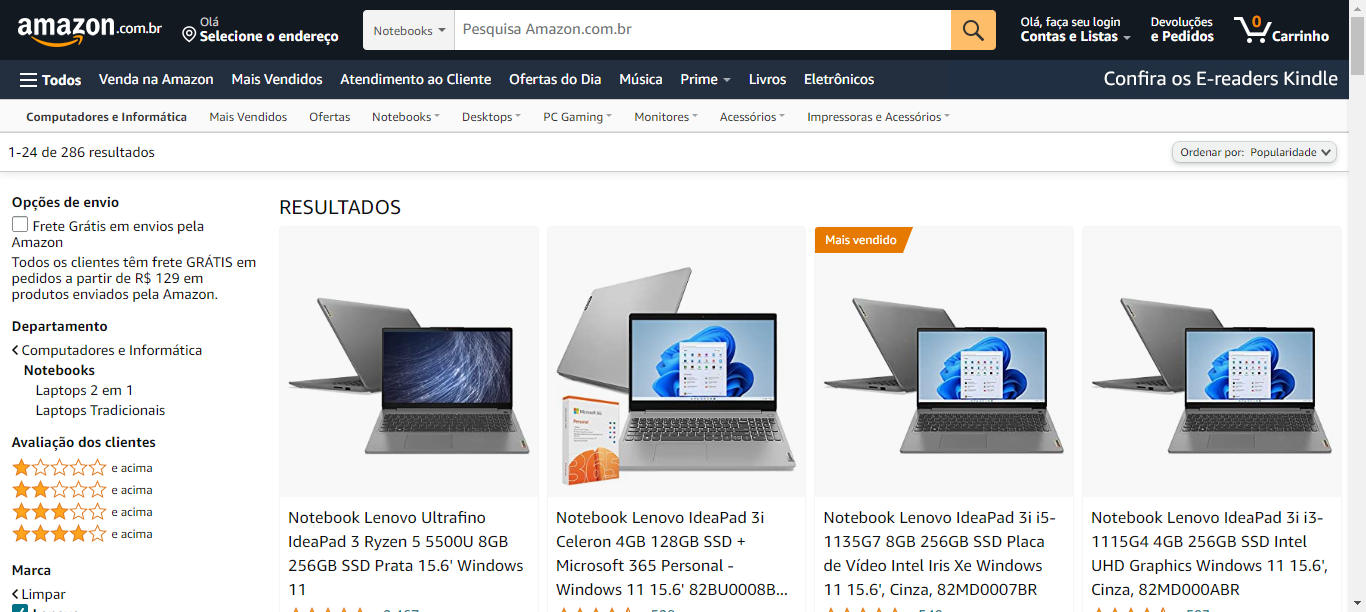 amazon.com.br
Olá
Selecione o endereço
Notebooks
Pesquisa Amazon.com.br
Olá, faça seu login
Contas e Listas
Devoluções
e Pedidos
0
Carrinho
Todos
Venda na Amazon
Mais Vendidos
Atendimento ao Cliente
Ofertas do Dia
Música
Prime
Livros
Eletrônicos
Confira os E-readers Kindle
Computadores e Informática
Mais Vendidos
Ofertas
Notebooks
Desktops
PC Gaming
Monitores
Acessórios
Impressoras e Acessórios
1-24 de 286 resultados
Ordenar por: Popularidade
Opções de envio
Frete Grátis em envios pela
Amazon
Todos os clientes têm frete GRÁTIS em
pedidos a partir de R$ 129 em
produtos enviados pela Amazon.
Departamento
Computadores e Informática
Notebooks
Laptops 2 em 1
Laptops Tradicionais
Avaliação dos clientes
e acima
e acima
e acima
e acima
Marca
Limpar
RESULTADOS
Notebook Lenovo Ultrafino
IdeaPad 3 Ryzen 5 5500U 8GB
256GB SSD Prata 15.6' Windows
11
Microsoft 365
Personal
Notebook Lenovo IdeaPad 3i
Celeron 4GB 128GB SSD +
Microsoft 365 Personal -
Windows 11 15.6' 82BU0008B...
Mais vendido
Notebook Lenovo IdeaPad 3i i5-
1135G7 8GB 256GB SSD Placa
de Vídeo Intel Iris Xe Windows
11 15.6', Cinza, 82MD0007BR
Notebook Lenovo IdeaPad 3i i3-
1115G4 4GB 256GB SSD Intel
UHD Graphics Windows 11 15.6',
Cinza, 82MD000ABR